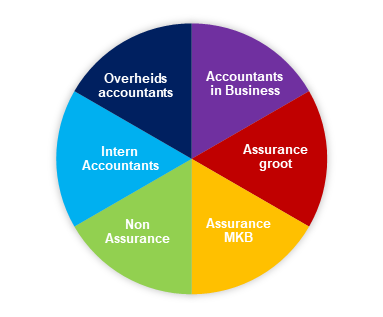 Overheids
accountants
Accountants
in Business
Assurance
groot
Assurance
MKB
Non
Assurance
Intern
Accountants